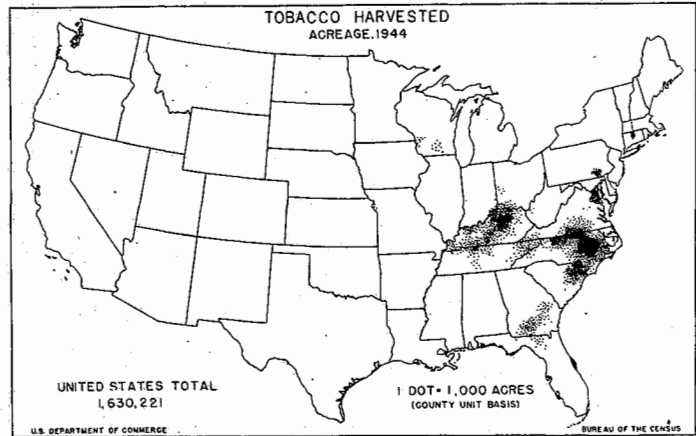 TOBACCO HARVESTED
ACREAGE, 1944
UNITED STATES TOTAL
1,630,221
1 DOT = 1,000 ACRES
(COUNTY UNIT BASIS)
U.S. DEPARTMENT OF COMMERCE
BUREAU OF THE CENSUS